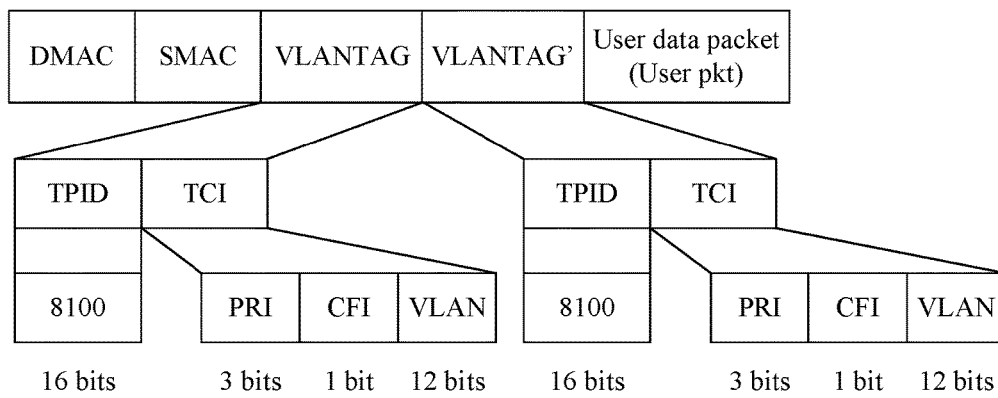 DMAC SMAC VLANTAG VLANTAG’ User data packet
(User pkt)
TPID TCI TPID TCI
8100 PRI CFI VLAN 8100 PRI CFI VLAN
16 bits 3 bits 1 bit 12 bits 16 bits 3 bits 1 bit 12 bits